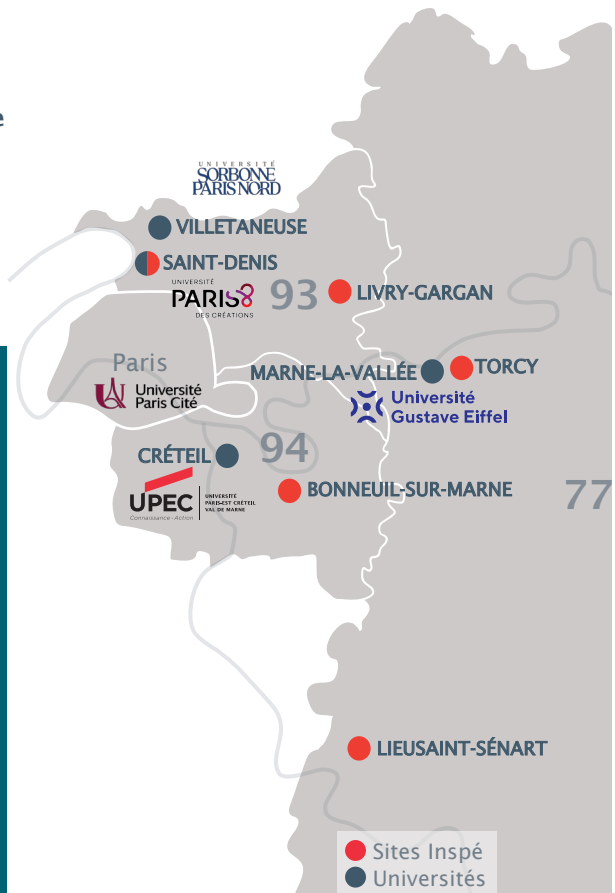 e
UNIVERSITÉ
SORBONNE
PARIS NORD
VILLETANEUSE
SAINT-DENIS
UNIVERSITÉ
PARIS8
DES CRÉATIONS
93
LIVRY-GARGAN
Paris
Université
Paris Cité
MARNE-LA-VALLÉE
TORCY
Université
Gustave Eiffel
CRÉTEIL
94
UPEC
Connaissance - Action
UNIVERSITÉ
PARIS-EST CRÉTEIL
VAL DE MARNE
BONNEUIL-SUR-MARNE
77
LIEUSAINT-SÉNART
Sites Inspé
Universités